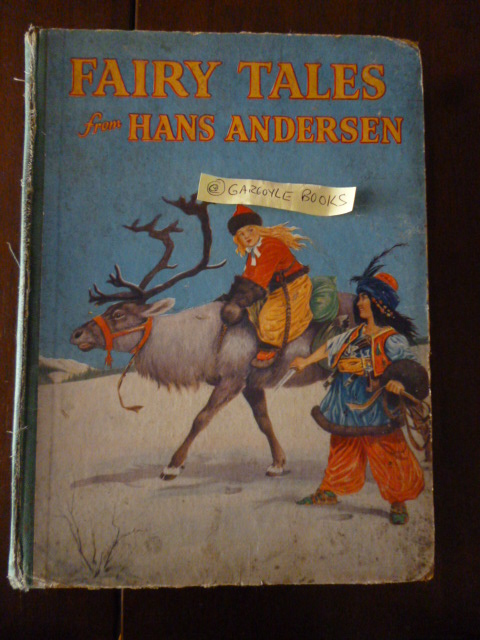 FAIRY TALES
from HANS ANDERSEN
@GARGOYLE BOOKS